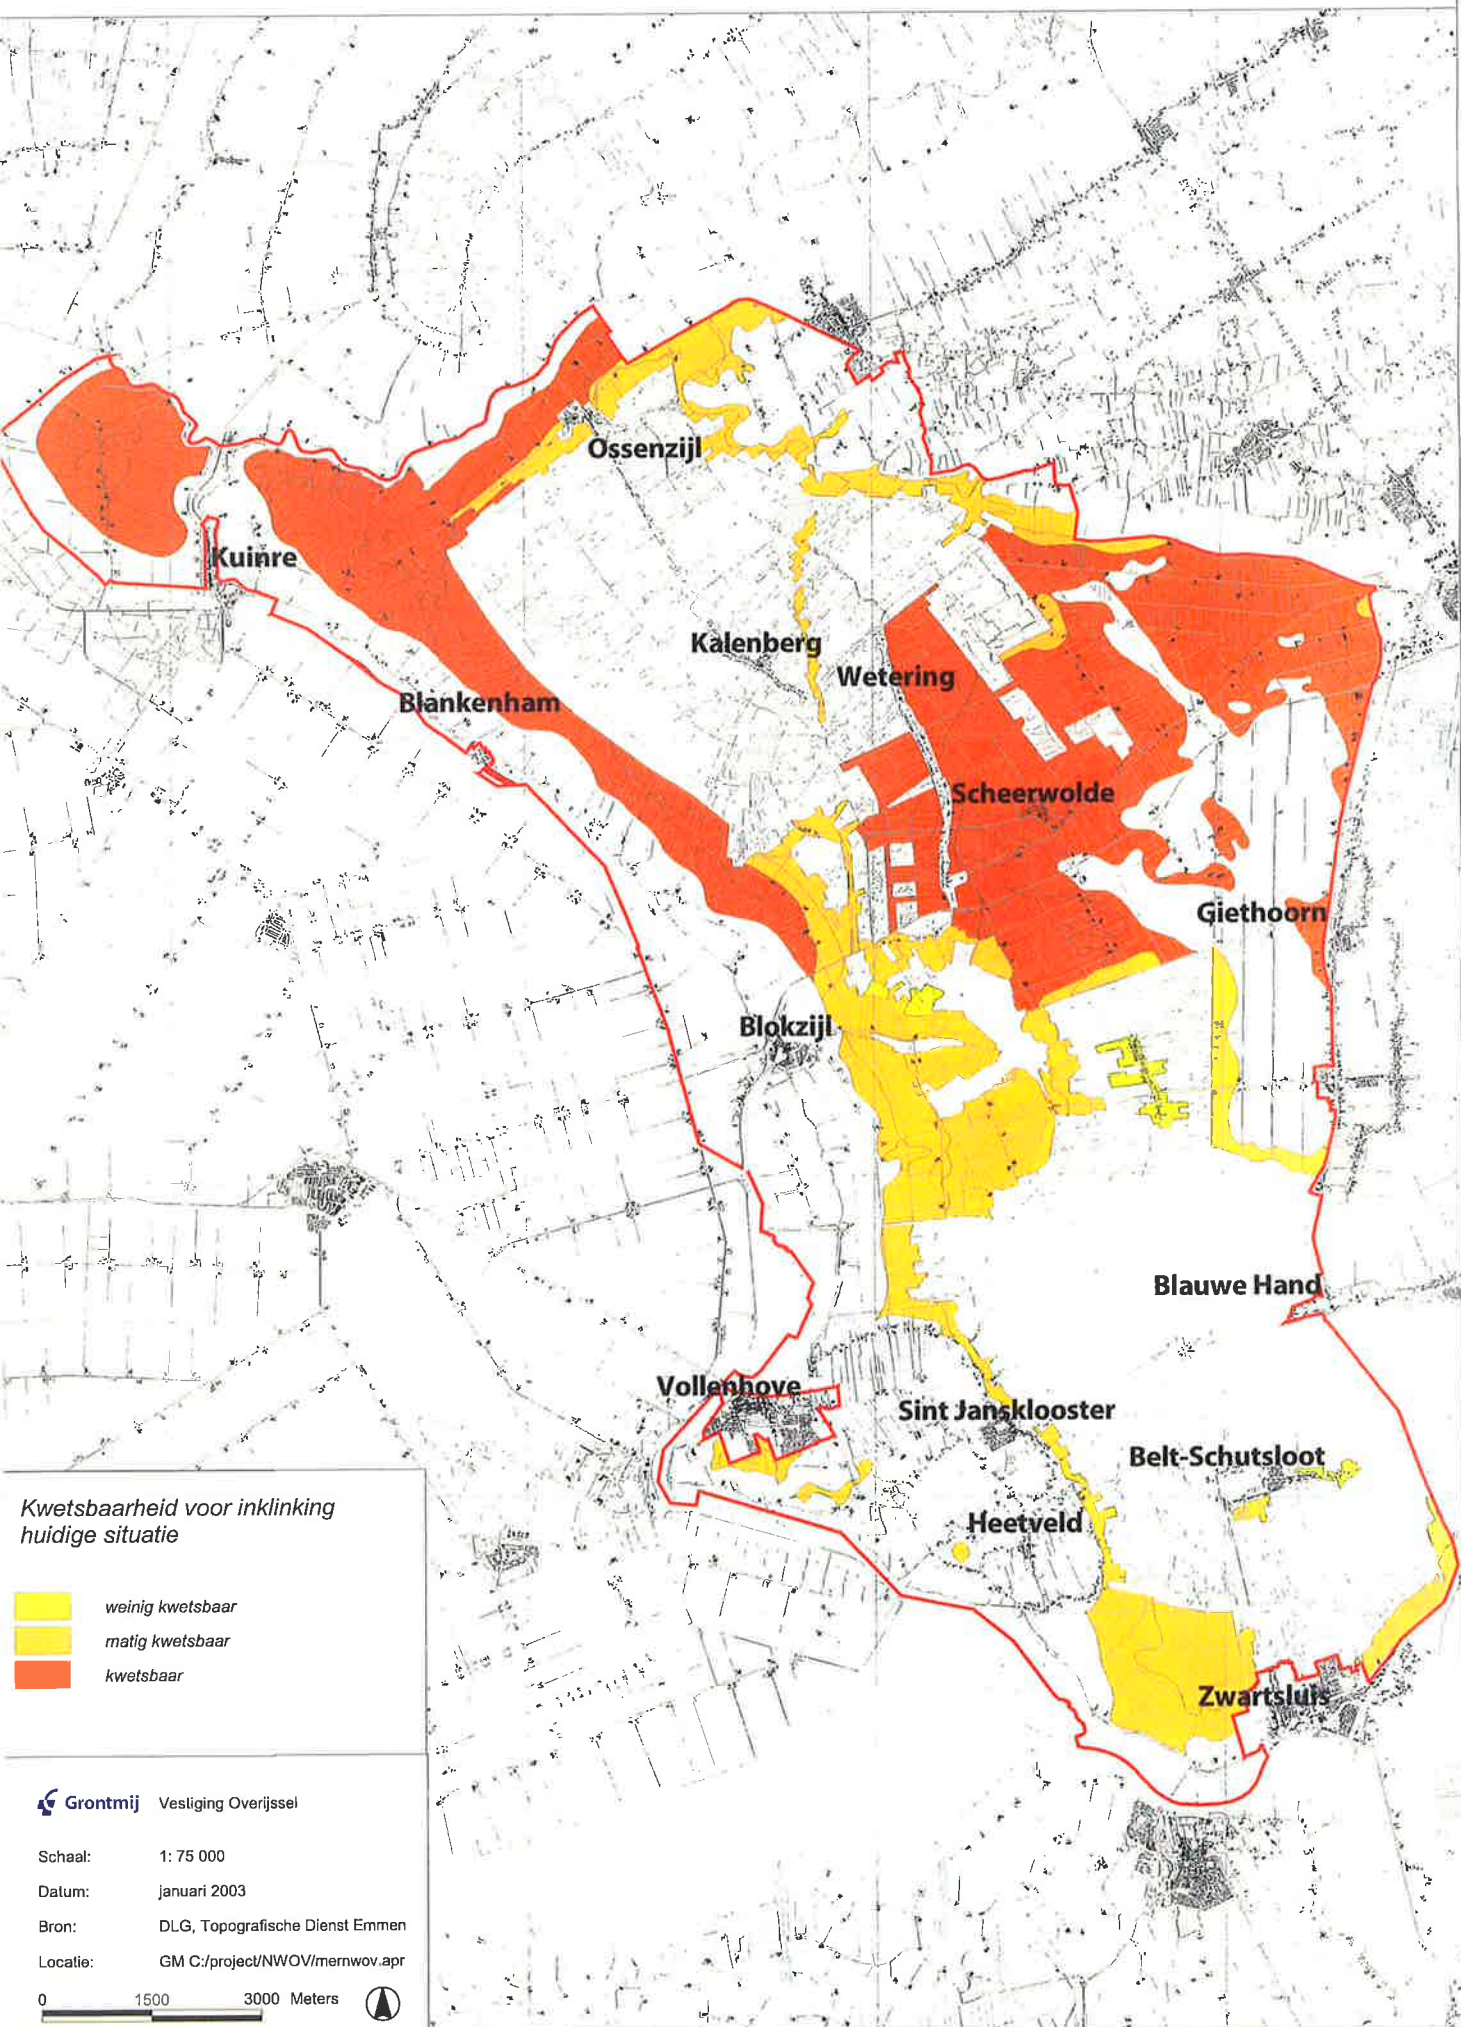 Ossenzijl
Kuinre
Kalenberg
Wetering
Blankenham
Scheerwolde
Giethoorn
Blokzijl
Blauwe Hand
Vollenhove
Sint Jansklooster
Belt-Schutsloot
Heetveld
Zwartsluis
Kwetsbaarheid voor inklinking
huidige situatie
weinig kwetsbaar
matig kwetsbaar
kwetsbaar
Grontmij Vestiging Overijssel
Schaal: 1: 75 000
Datum: januari 2003
Bron: DLG, Topografische Dienst Emmen
Locatie: GM C:/project/NWOV/mernwov.apr
0 1500 3000 Meters